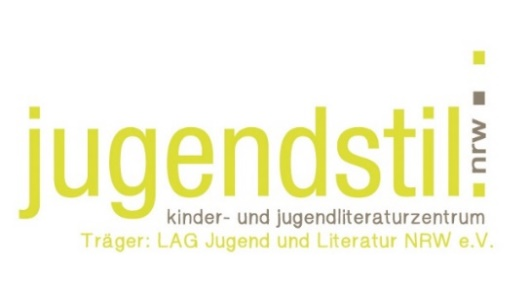 jugendstil: nrw
kinder- und jugendliteraturzentrum
Träger: LAG Jugend und Literatur NRW e.V.